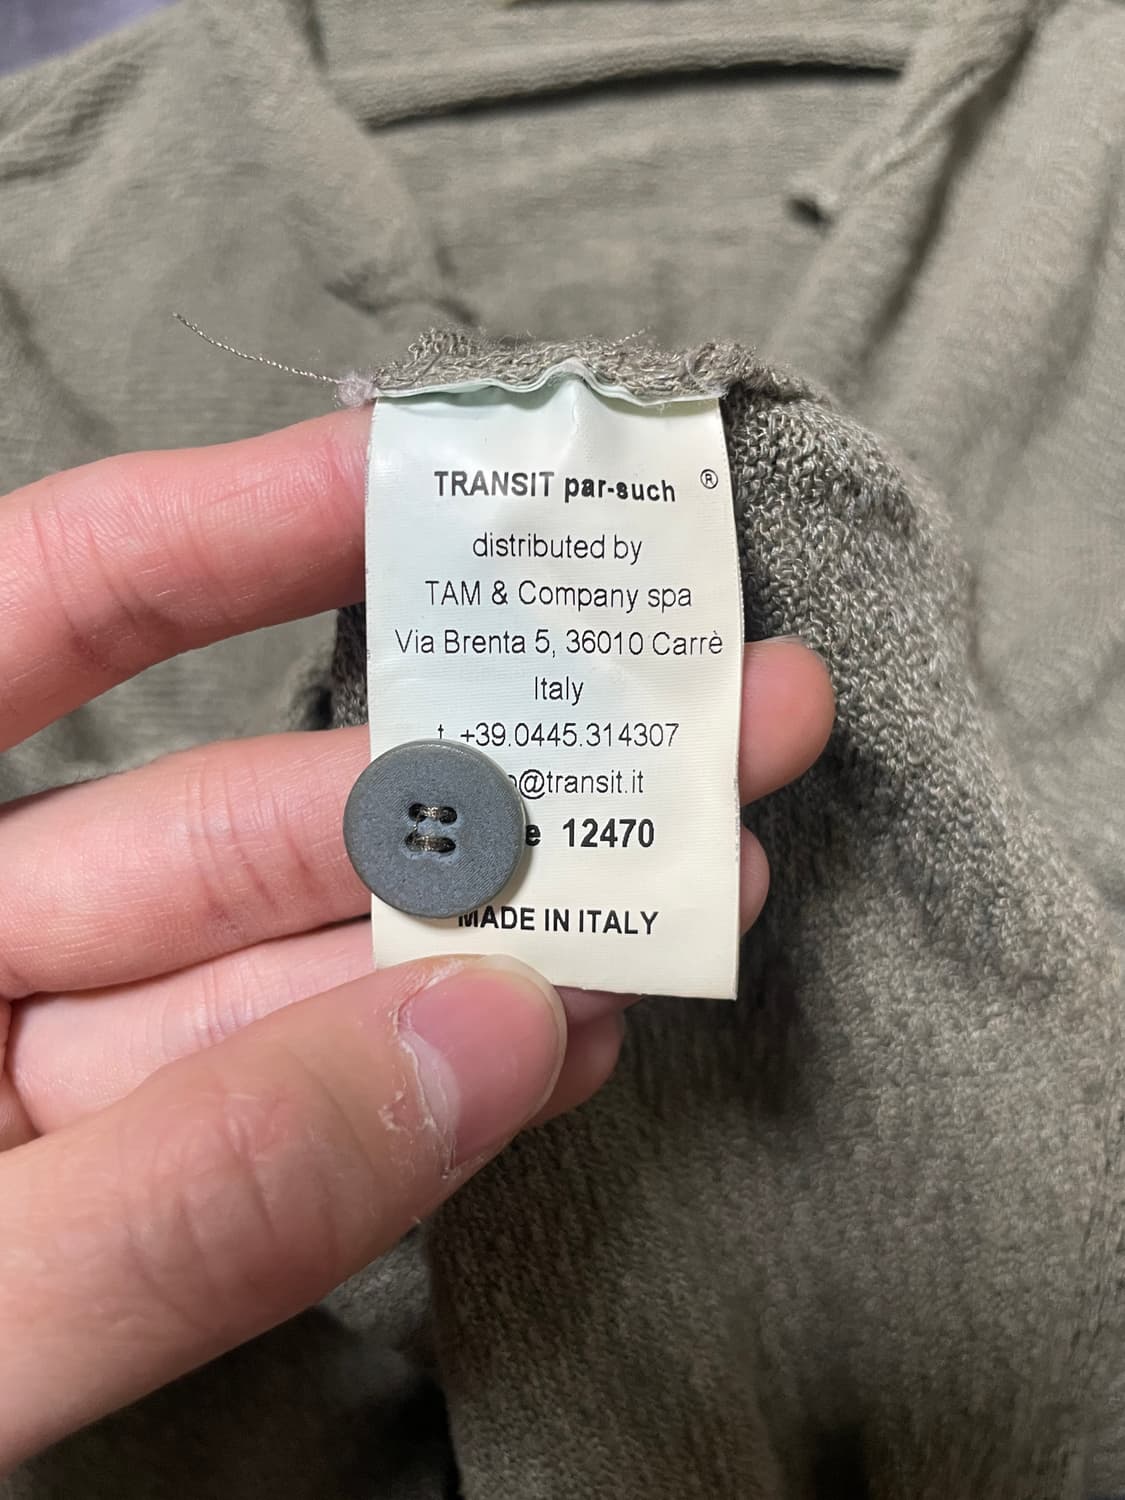 TRANSIT par-such ®
distributed by
TAM & Company spa
Via Brenta 5, 36010 Carrè
Italy
t. +39.0445.314307
@transit.it
12470
MADE IN ITALY